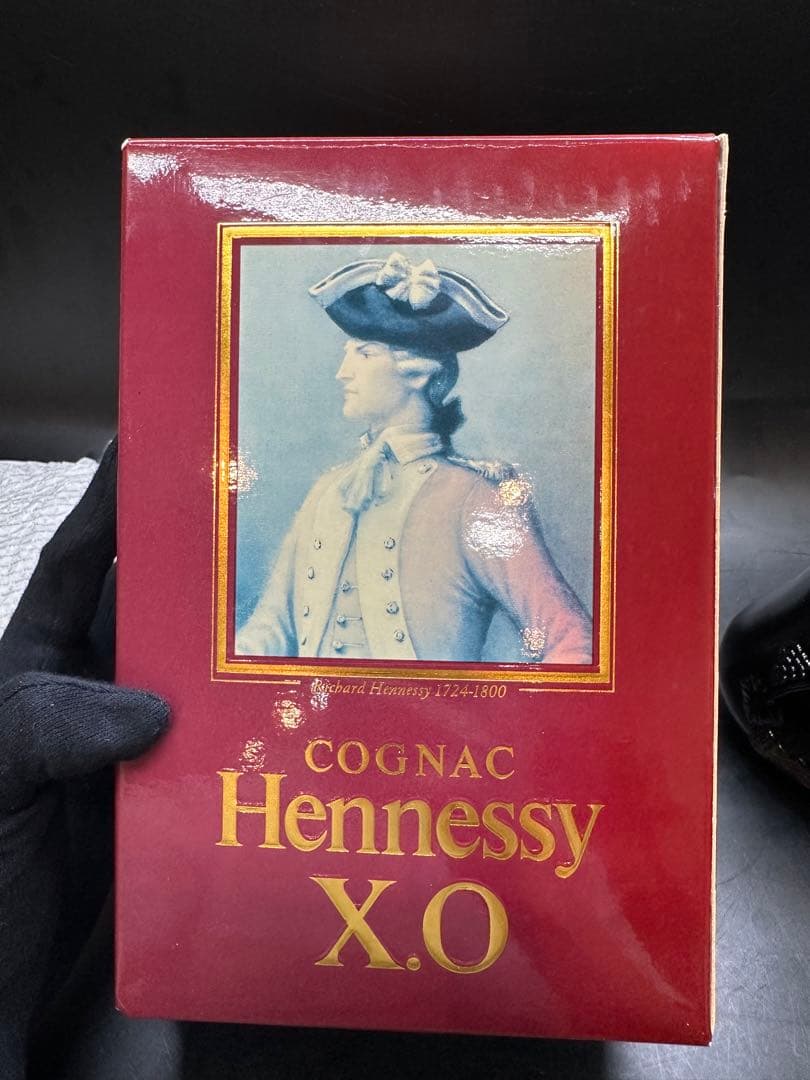 Richard Hennessy 1724-1800
COGNAC
Hennessy
X.O